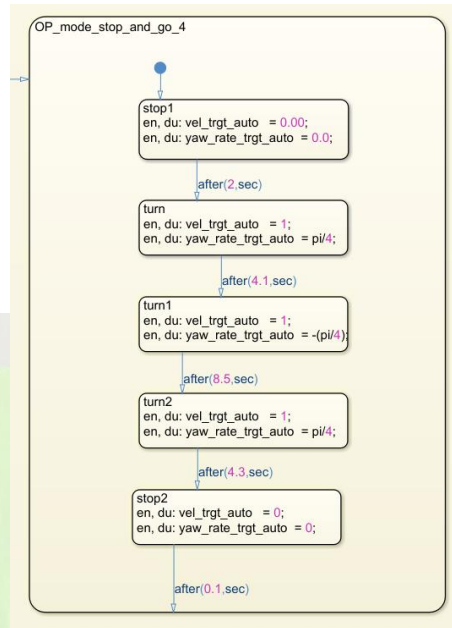 OP_mode_stop_and_go_4
stop1
en, du: vel_trgt_auto = 0.00;
en, du: yaw_rate_trgt_auto = 0.0;
after(2,sec)
turn
en, du: vel_trgt_auto = 1;
en, du: yaw_rate_trgt_auto = pi/4;
after(4.1,sec)
turn1
en, du: vel_trgt_auto = 1;
en, du: yaw_rate_trgt_auto = -(pi/4);
after(8.5,sec)
turn2
en, du: vel_trgt_auto = 1;
en, du: yaw_rate_trgt_auto = pi/4;
after(4.3,sec)
stop2
en, du: vel_trgt_auto = 0;
en, du: yaw_rate_trgt_auto = 0;
after(0.1,sec)